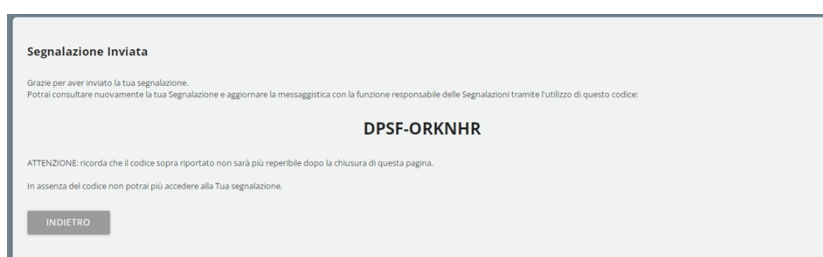 Segnalazione Inviata
Grazie per aver inviato la tua segnalazione.
Potrai consultare nuovamente la tua Segnalazione e aggiornare la messaggistica con la funzione responsabile delle Segnalazioni tramite l'utilizzo di questo codice:
DPSF-ORKNHR
ATTENZIONE: ricorda che il codice sopra riportato non sarà più reperibile dopo la chiusura di questa pagina.
In assenza del codice non potrai più accedere alla Tua segnalazione.
INDIETRO